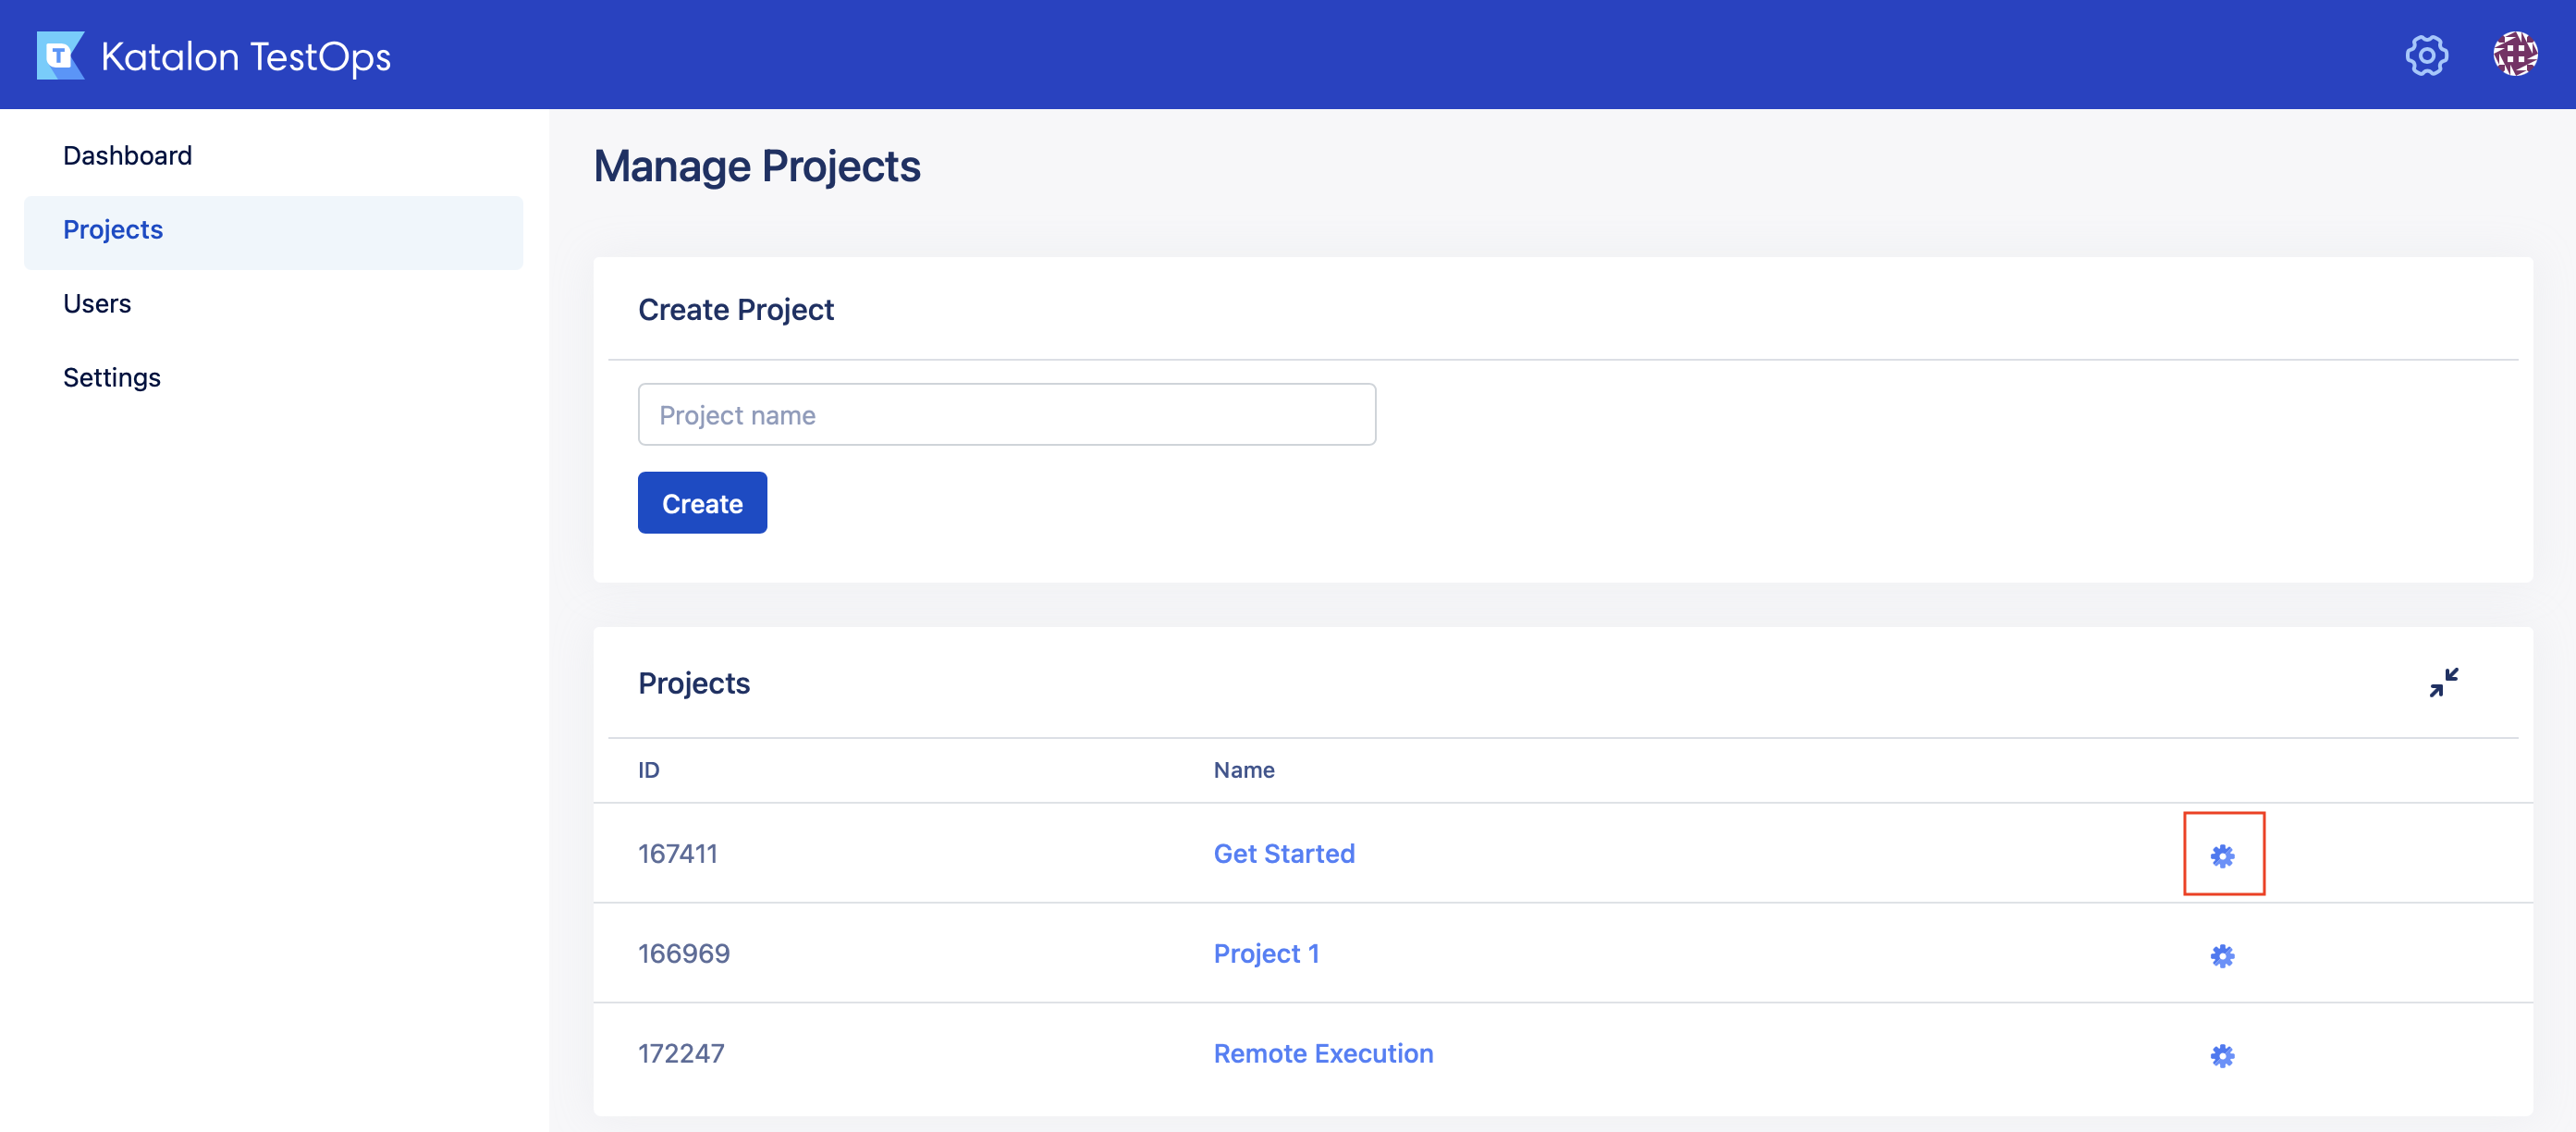 Katalon TestOps
Dashboard
Projects
Users
Settings
Manage Projects
Create Project
Project name
Create
Projects
ID Name
167411 Get Started
166969 Project 1
172247 Remote Execution